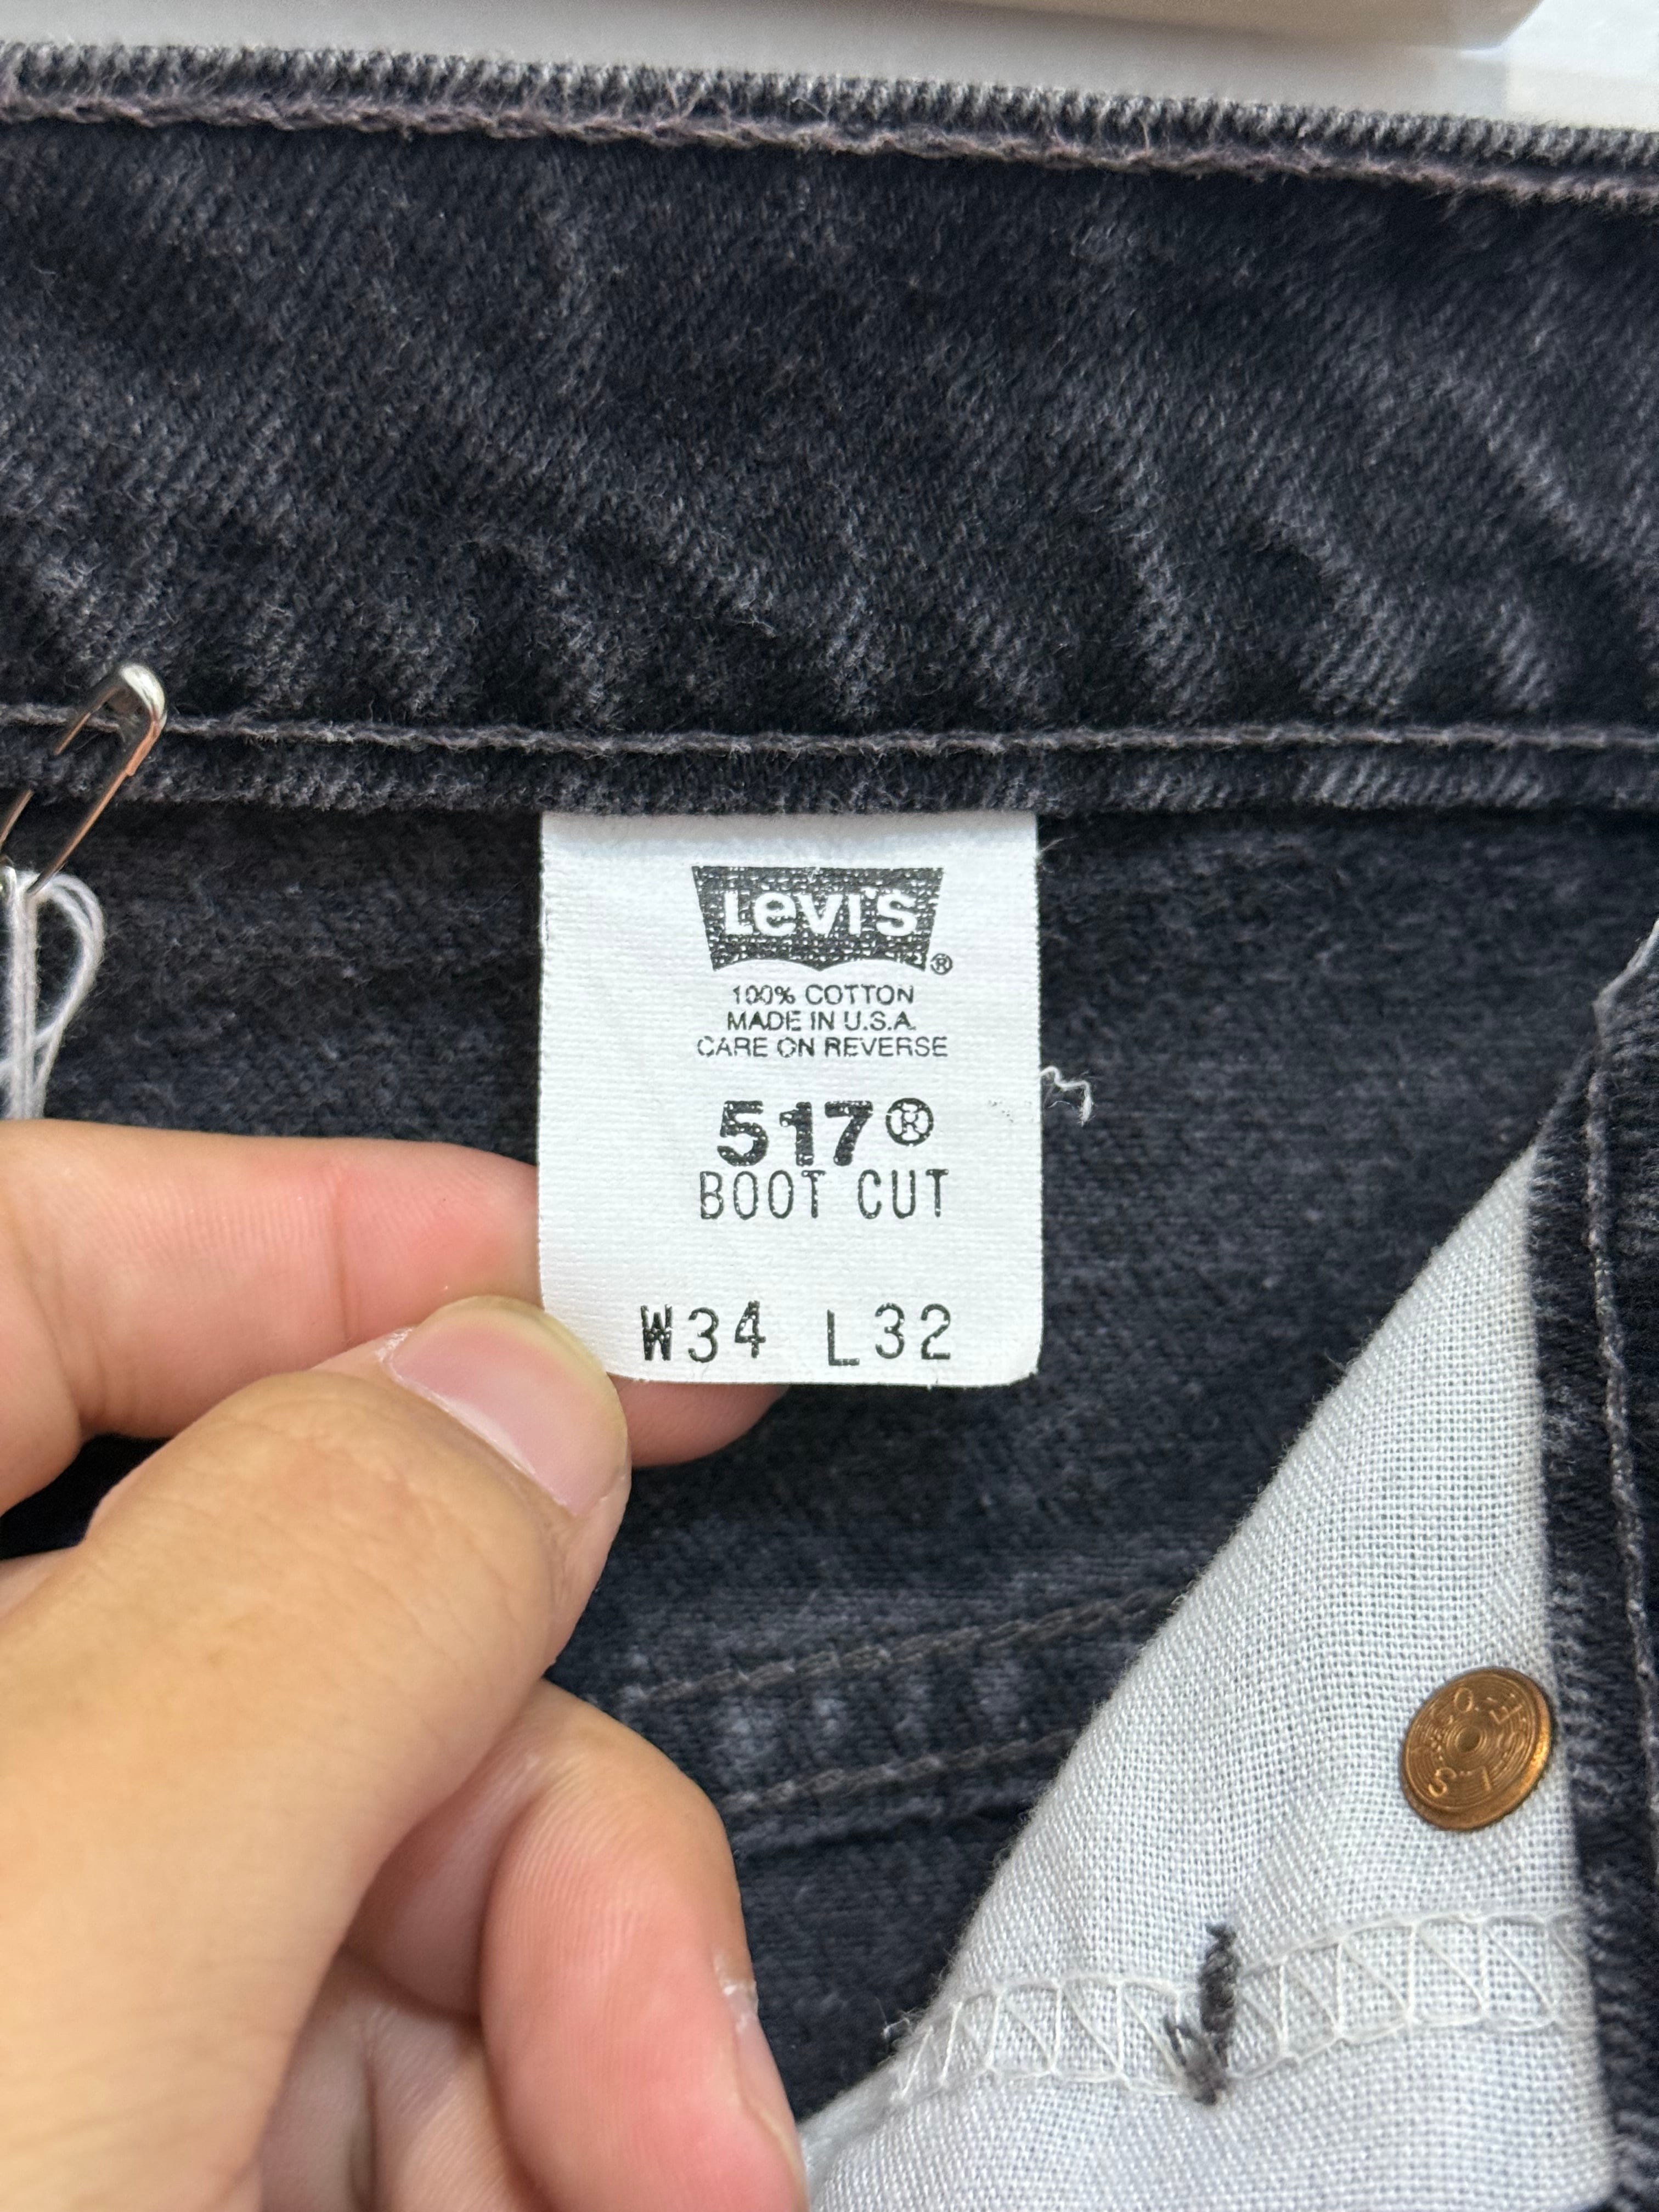 Levi's ®
100% COTTON
MADE IN U.S.A.
CARE ON REVERSE
517®
BOOT CUT
W34 L32